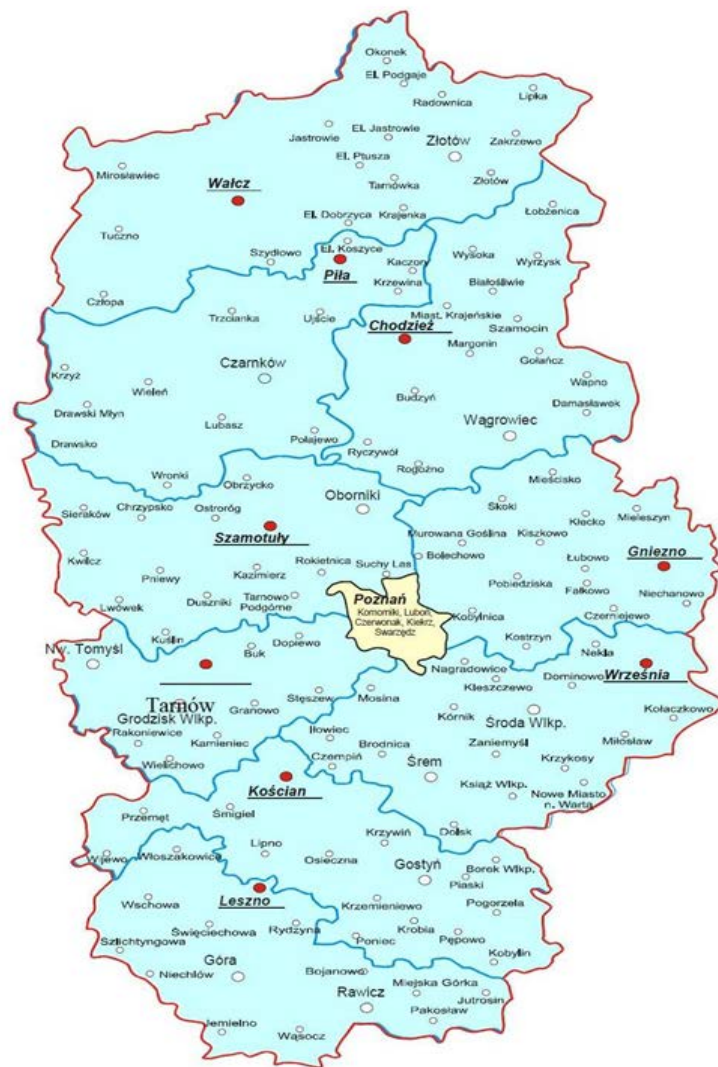 Okonek
El. Podgaje
Radownica
Lipka
Jastrowie
El. Jastrowie
Złotów
Zakrzewo
Mirosławiec
El. Ptusza
Wałcz
Tarnówka
Złotów
El. Dobrzyca
Krajenka
Łobżenica
Tuczno
Szydłowo
El. Koszyce
Kaczory
Wysoka
Wyrzysk
Piła
Krzewina
Białośliwie
Człopa
Trzcianka
Ujście
Miast. Krajeńskie
Szamocin
Chodzież
Margonin
Gołańcz
Krzyż
Wieleń
Czarnków
Wapno
Budzyń
Damasławek
Drawski Młyn
Lubasz
Wągrowiec
Drawsko
Połajewo
Ryczywół
Rogoźno
Wronki
Obrzycko
Mieścisko
Oborniki
Skoki
Sieraków
Chrzypsko
Ostroróg
Kłecko
Mieleszyn
Szamotuły
Murowana Goślina
Kiszkowo
Kwilcz
Rokietnica
Suchy Las
Bolechowo
Łubowo
Gniezno
Pniewy
Kazimierz
Pobiedziska
Fałkowo
Niechanowo
Lwówek
Duszniki
Tarnowo
Podgórne
Poznań
Komorniki, Luboń,
Czerwonak, Kiekrz,
Swarzędz
Kobylnica
Czerniejewo
Kuślin
Buk
Dopiewo
Kostrzyn
Nekla
Nw. Tomyśl
Nagradowice
Września
Kleszczewo
Dominowo
Tarnów
Stęszew
Mosina
Grodzisk Wlkp.
Granowo
Kórnik
Środa Wlkp.
Kołaczkowo
Rakoniewice
Kamieniec
Iłowiec
Brodnica
Zaniemyśl
Miłosław
Wielichowo
Czempiń
Śrem
Krzykosy
Kościan
Książ Wlkp.
Nowe Miasto
n. Wartą
Przemęt
Śmigiel
Krzywiń
Dolsk
Wijewo
Włoszakowice
Lipno
Osieczna
Gostyń
Borek Wlkp.
Piaski
Leszno
Wschowa
Krzemieniewo
Pogorzela
Święciechowa
Rydzyna
Krobia
Szlichtyngowa
Poniec
Pępowo
Niechlów
Góra
Bojanowo
Kobylin
Miejska Górka
Rawicz
Jutrosin
Jemielno
Wąsocz
Pakosław